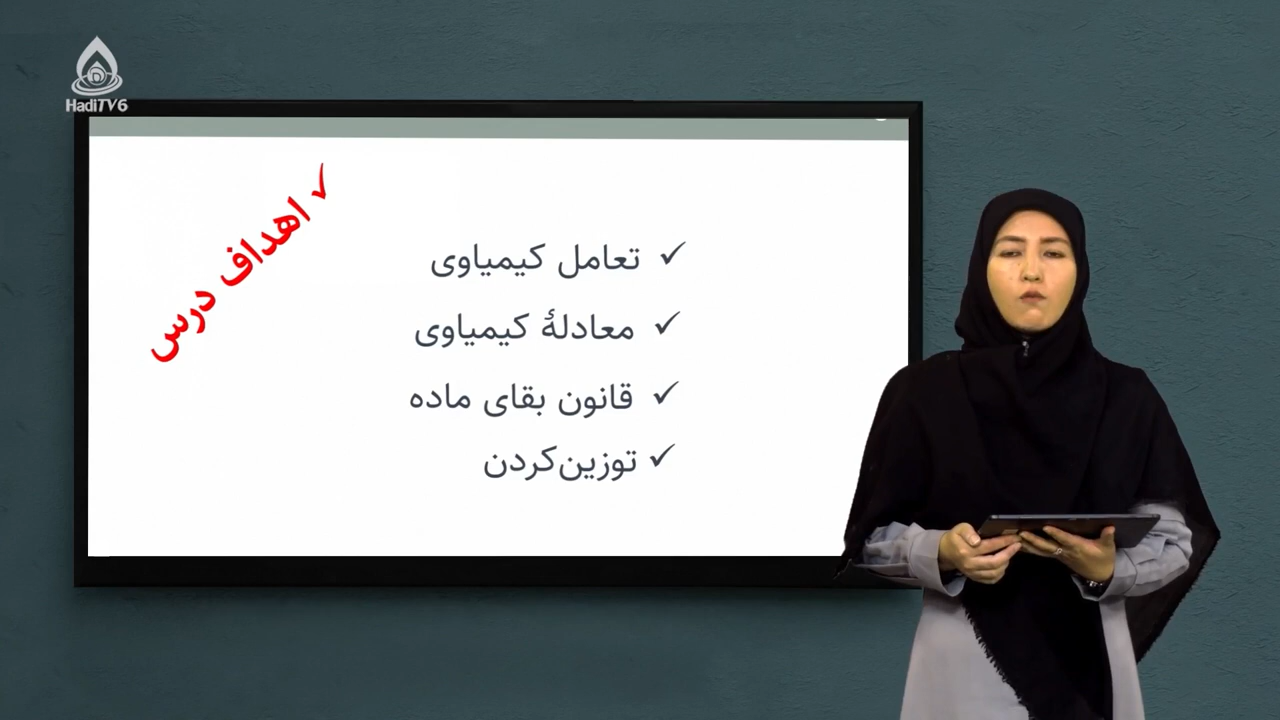 HadiTV6
✓ اهداف درس
✓ تعامل کیمیاوی
✓ معادلهٔ کیمیاوی
✓ قانون بقای ماده
✓ توزین‌کردن